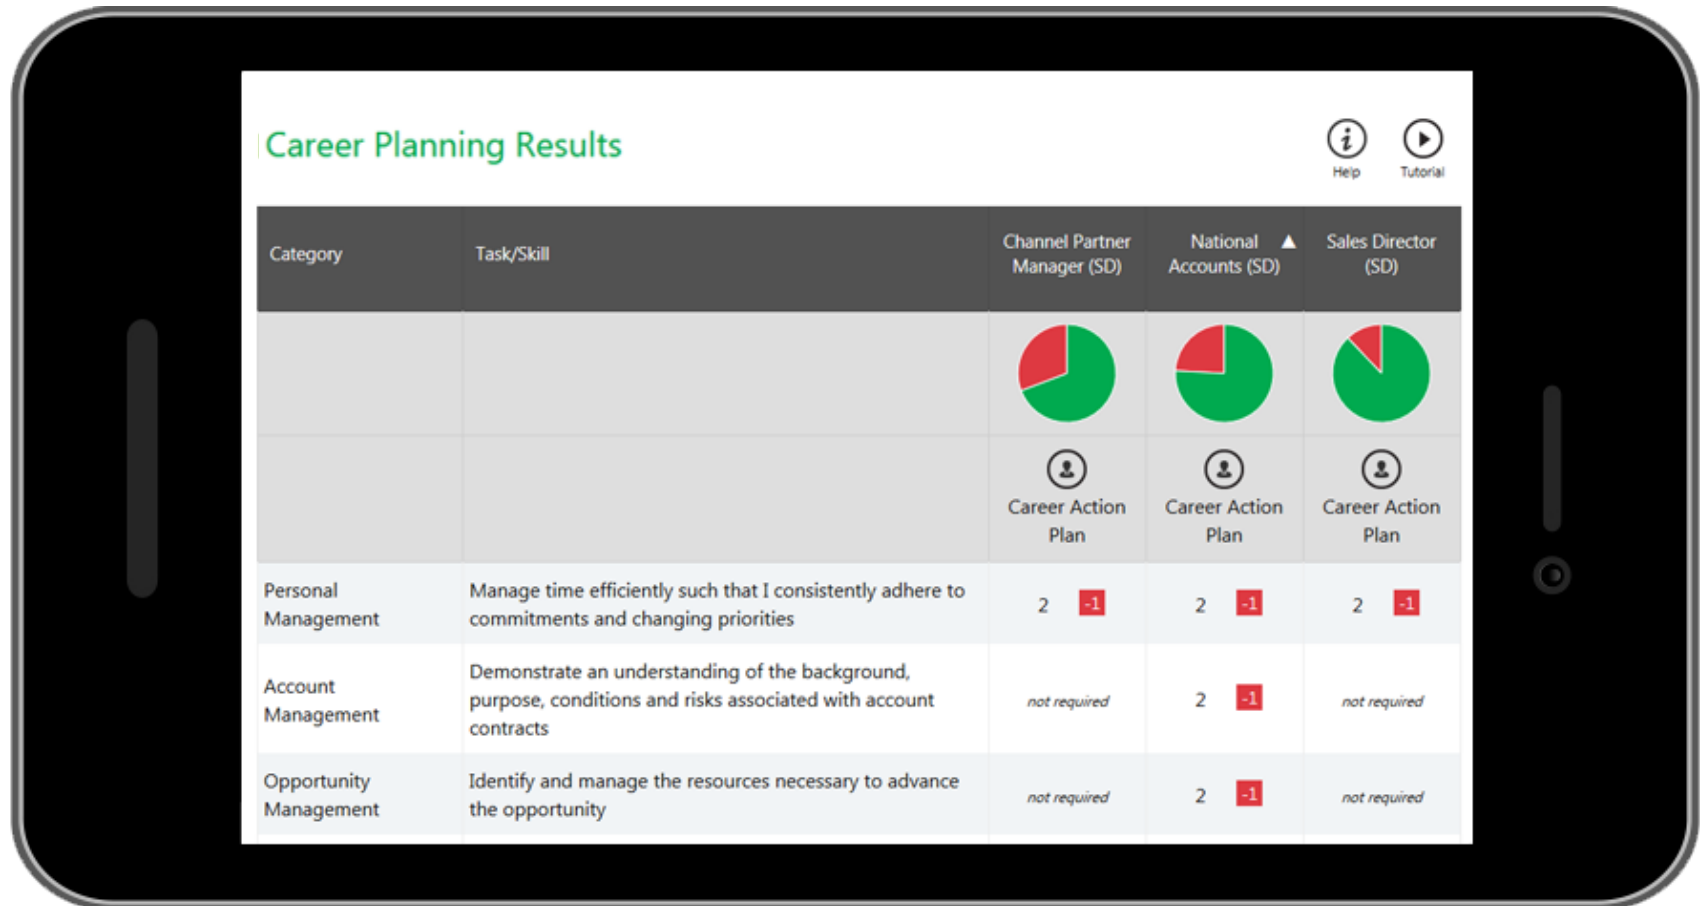 Career Planning Results
Help
Tutorial
Category
Task/Skill
Channel Partner
Manager (SD)
National ▲
Accounts (SD)
Sales Director
(SD)
Career Action
Plan
Career Action
Plan
Career Action
Plan
Personal
Management
Manage time efficiently such that I consistently adhere to
commitments and changing priorities
2 -1
2 -1
2 -1
Account
Management
Demonstrate an understanding of the background,
purpose, conditions and risks associated with account
contracts
not required
2 -1
not required
Opportunity
Management
Identify and manage the resources necessary to advance
the opportunity
not required
2 -1
not required